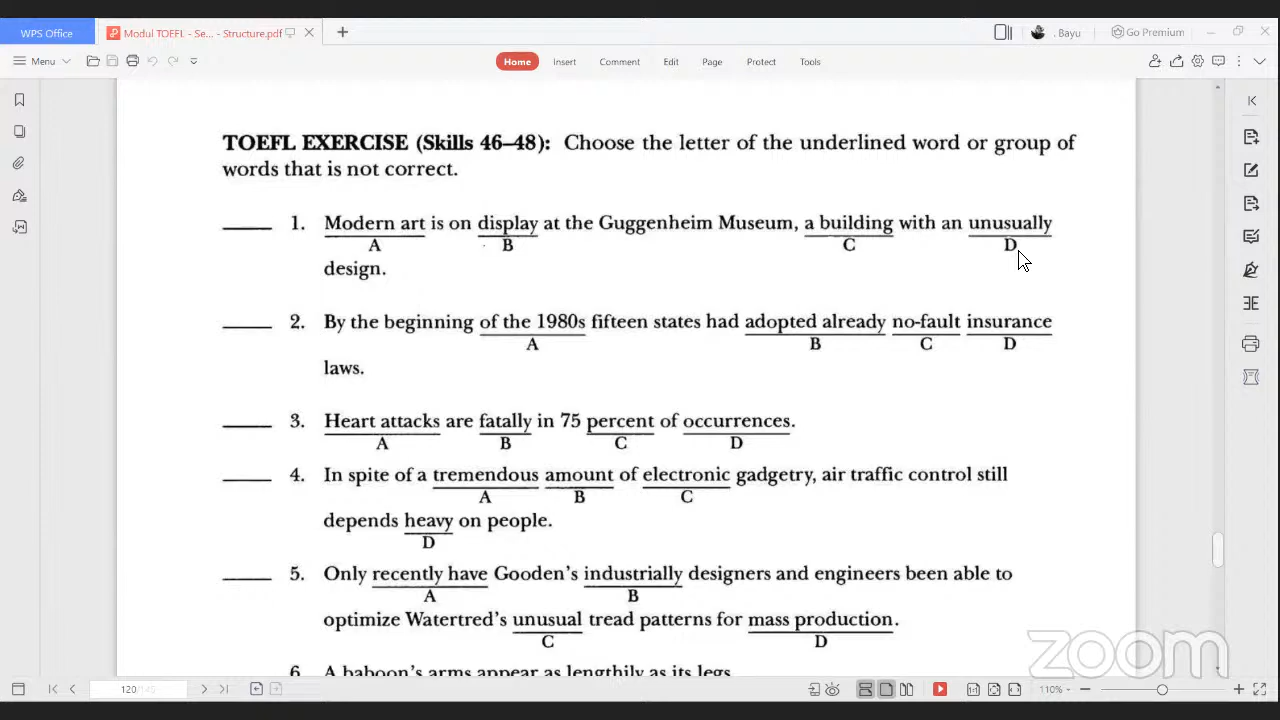 WPS Office
Modul TOEFL - Se... - Structure.pdf
. Bayu
Go Premium
Menu
Home
Insert
Comment
Edit
Page
Protect
Tools
TOEFL EXERCISE (Skills 46–48): Choose the letter of the underlined word or group of
words that is not correct.
1. Modern art is on display at the Guggenheim Museum, a building with an unusually
A B C D
design.
2. By the beginning of the 1980s fifteen states had adopted already no-fault insurance
A B C D
laws.
3. Heart attacks are fatally in 75 percent of occurrences.
A B C D
4. In spite of a tremendous amount of electronic gadgetry, air traffic control still
A B C
depends heavy on people.
D
5. Only recently have Gooden's industrially designers and engineers been able to
A B
optimize Watertred's unusual tread patterns for mass production.
C D
6. A baboon's arms appear as lengthily as its legs.
zoom
120/145
110%